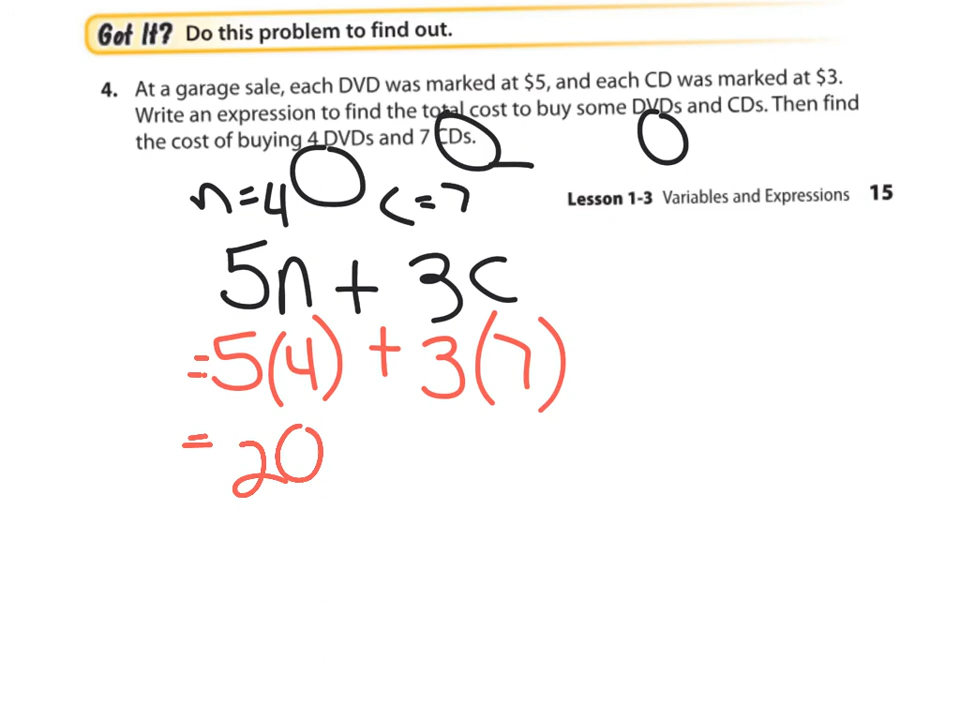 Got It? Do this problem to find out.
4. At a garage sale, each DVD was marked at $5, and each CD was marked at $3.
Write an expression to find the total cost to buy some DVDs and CDs. Then find
the cost of buying 4 DVDs and 7 CDs.
n=4 c=7
Lesson 1-3 Variables and Expressions 15
5n + 3c
=5(4) + 3(7)
= 20